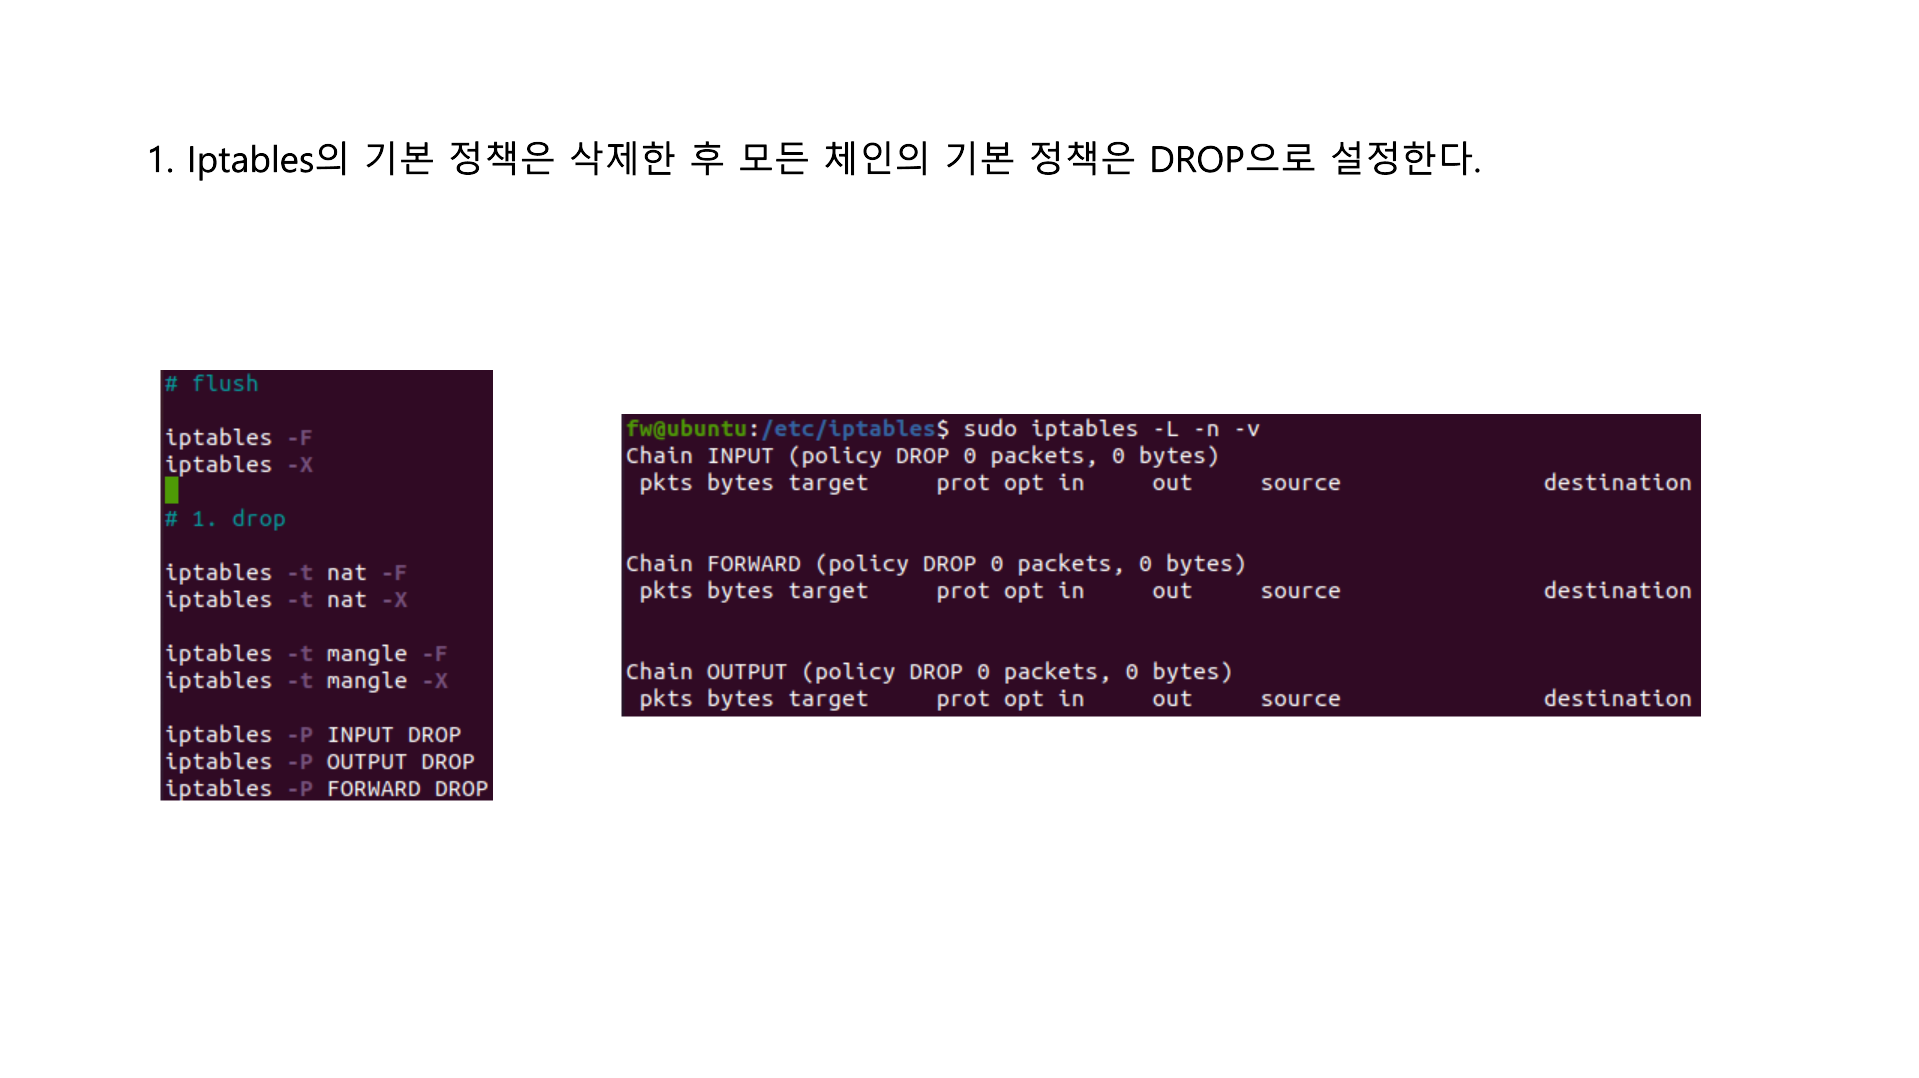 1. Iptables의 기본 정책은 삭제한 후 모든 체인의 기본 정책은 DROP으로 설정한다.
# flush
iptables -F
iptables -X
# 1. drop
iptables -t nat -F
iptables -t nat -X
iptables -t mangle -F
iptables -t mangle -X
iptables -P INPUT DROP
iptables -P OUTPUT DROP
iptables -P FORWARD DROP
fw@ubuntu:/etc/iptables$ sudo iptables -L -n -v
Chain INPUT (policy DROP 0 packets, 0 bytes)
pkts bytes target prot opt in out source destination
Chain FORWARD (policy DROP 0 packets, 0 bytes)
pkts bytes target prot opt in out source destination
Chain OUTPUT (policy DROP 0 packets, 0 bytes)
pkts bytes target prot opt in out source destination